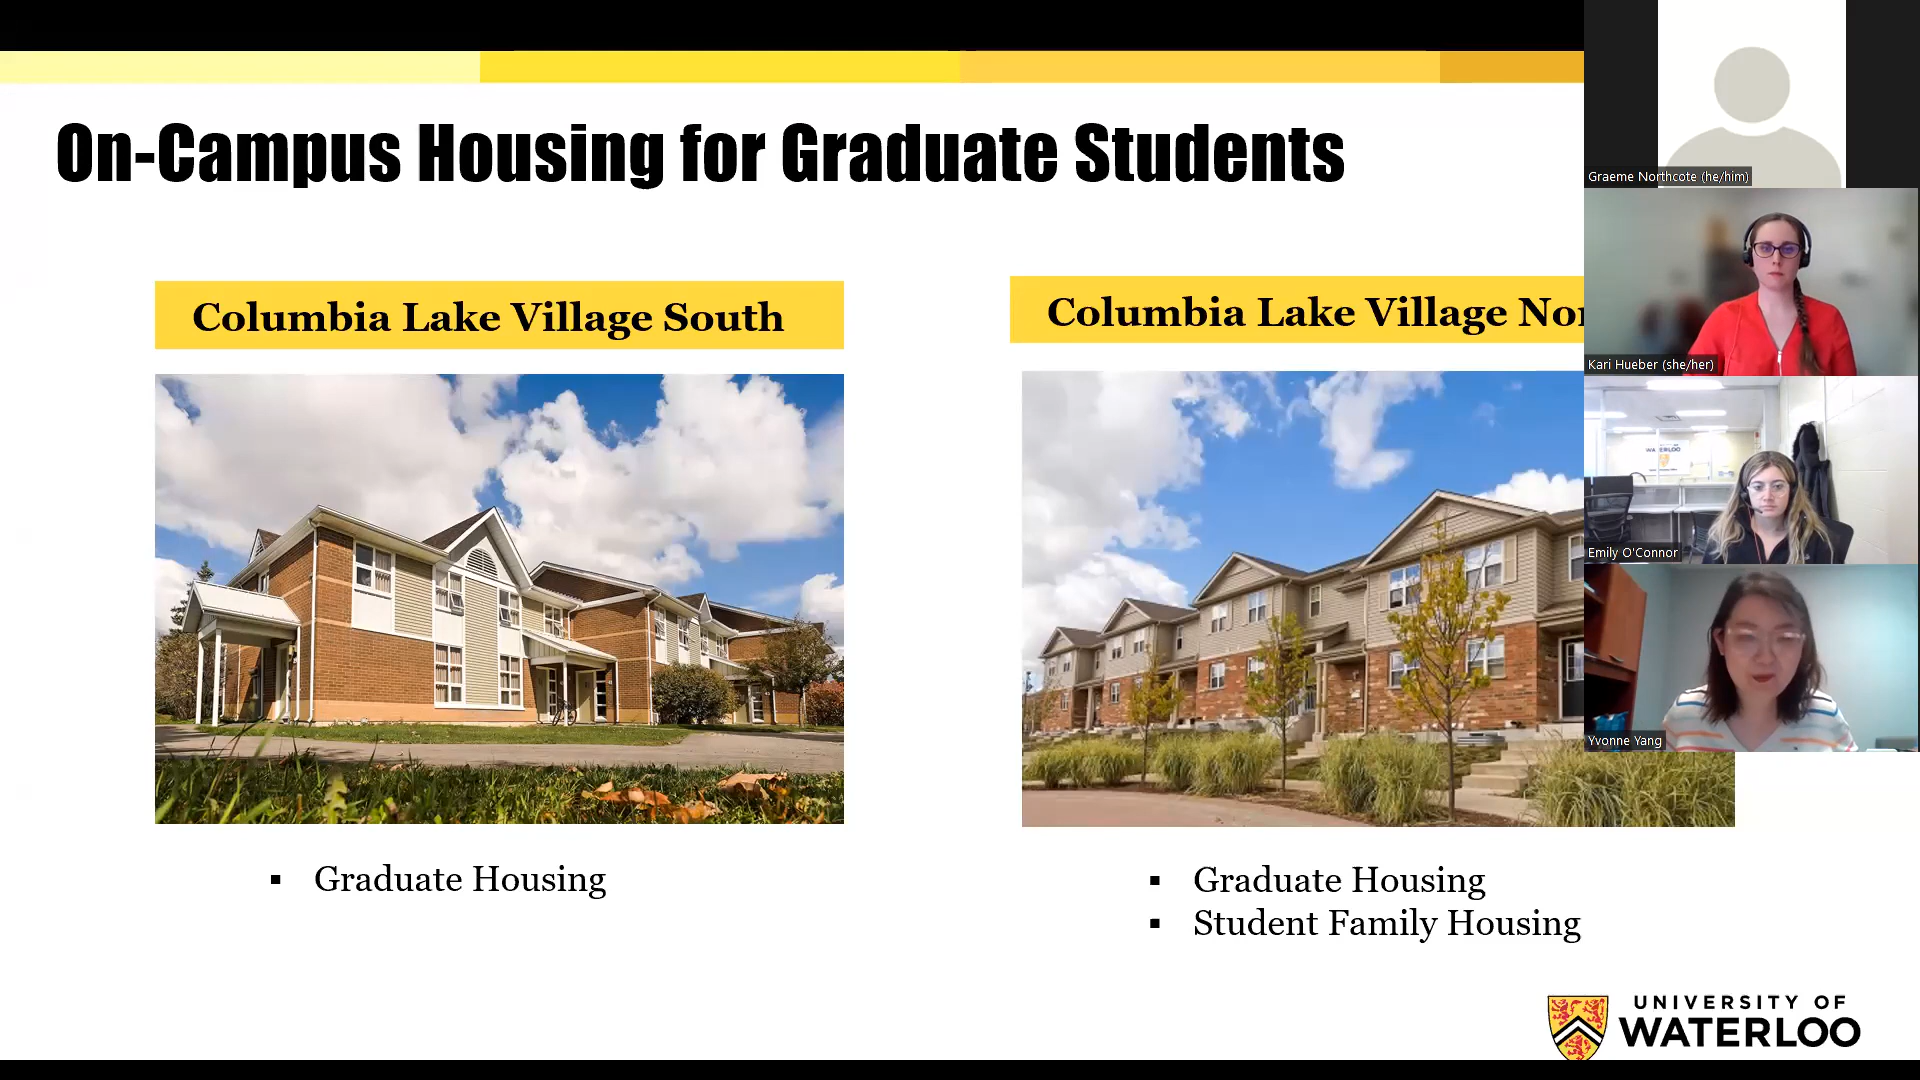 On-Campus Housing for Graduate Students
Columbia Lake Village South
Columbia Lake Village
▪ Graduate Housing
▪ Graduate Housing
▪ Student Family Housing
UNIVERSITY OF
WATERLOO
Graeme Northcote (he/him)
Kari Hueber (she/her)
WATERLOO
Emily O'Connor
Yvonne Yang